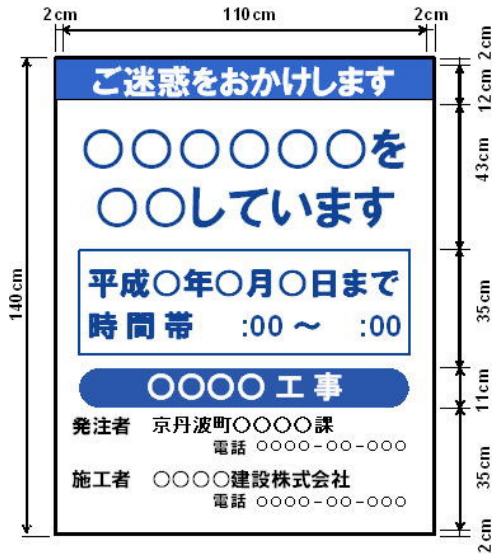 2cm 110cm 2cm
2cm
12cm
43cm
35cm
11cm
35cm
2cm
140cm
ご迷惑をおかけします
○○○○○○を
○○しています
平成○年○月○日まで
時間帯 :00 ~ :00
○○○○工事
発注者 京丹波町○○○○課
電話 ○○○○-○○-○○○
施工者 ○○○○建設株式会社
電話 ○○○○-○○-○○○